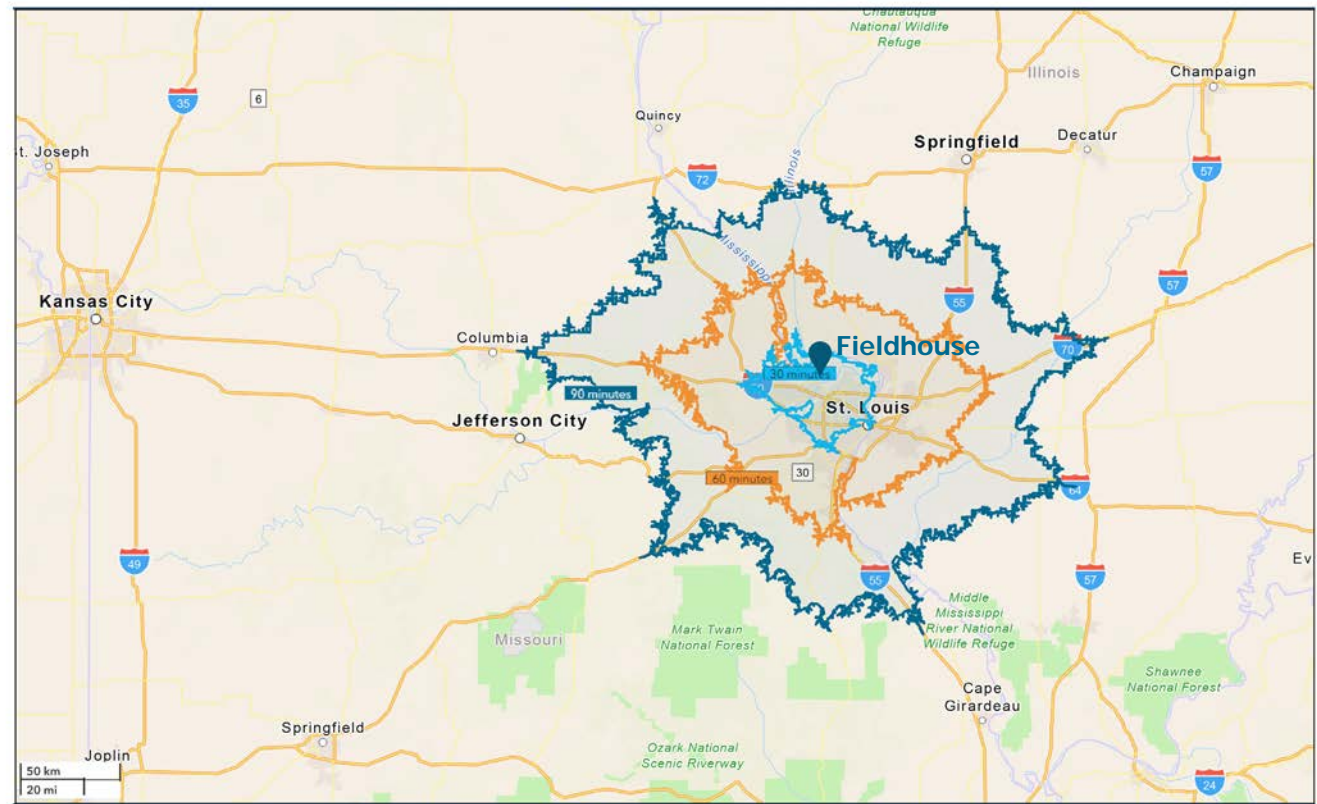 Chautauqua
National Wildlife
Refuge
Illinois
Champaign
35
6
Quincy
Decatur
Springfield
t. Joseph
72
Illinois
57
Mississippi
57
Kansas City
55
Columbia
Fieldhouse
70
30 minutes
90 minutes
St. Louis
Jefferson City
60 minutes
30
64
49
55
57
Ev
Middle
Mississippi
River National
Wildlife Refuge
Missouri
Mark Twain
National Forest
Shawnee
National Forest
Cape
Girardeau
Springfield
Joplin
Ozark National
Scenic Riverway
50 km
20 mi
24